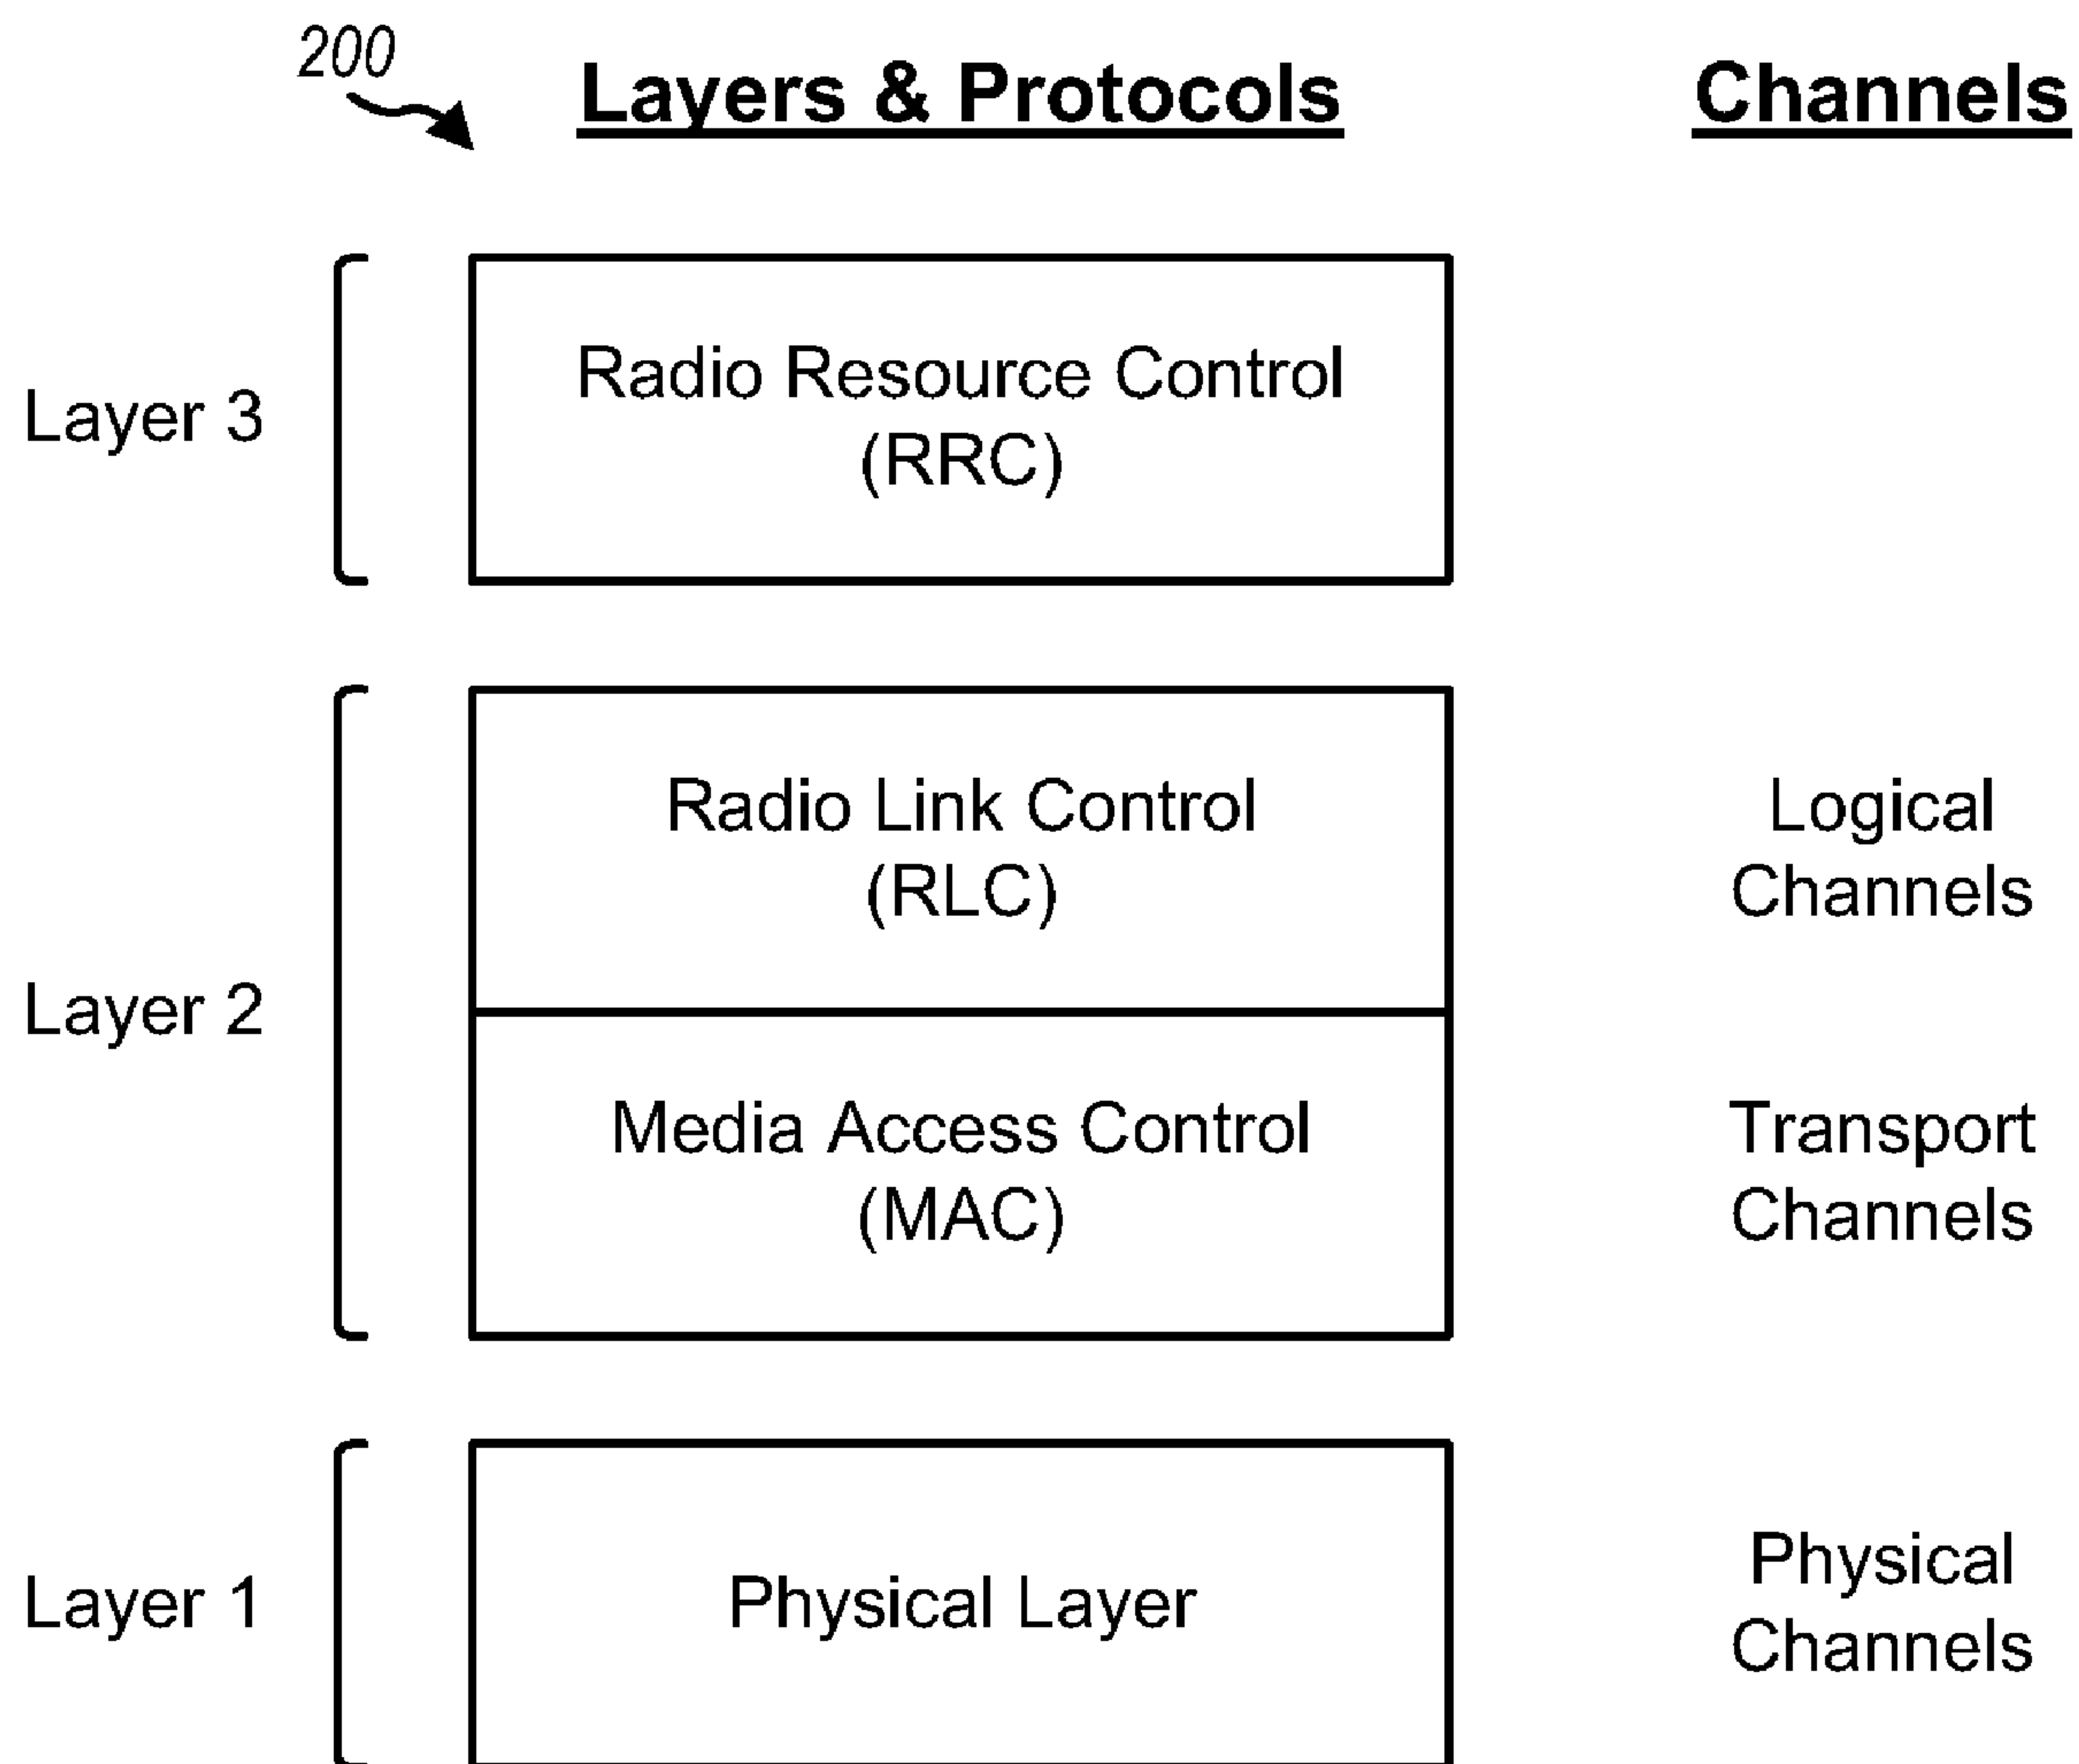 200
Layers & Protocols
Channels
Layer 3
Radio Resource Control
(RRC)
Layer 2
Radio Link Control
(RLC)
Logical
Channels
Media Access Control
(MAC)
Transport
Channels
Layer 1
Physical Layer
Physical
Channels